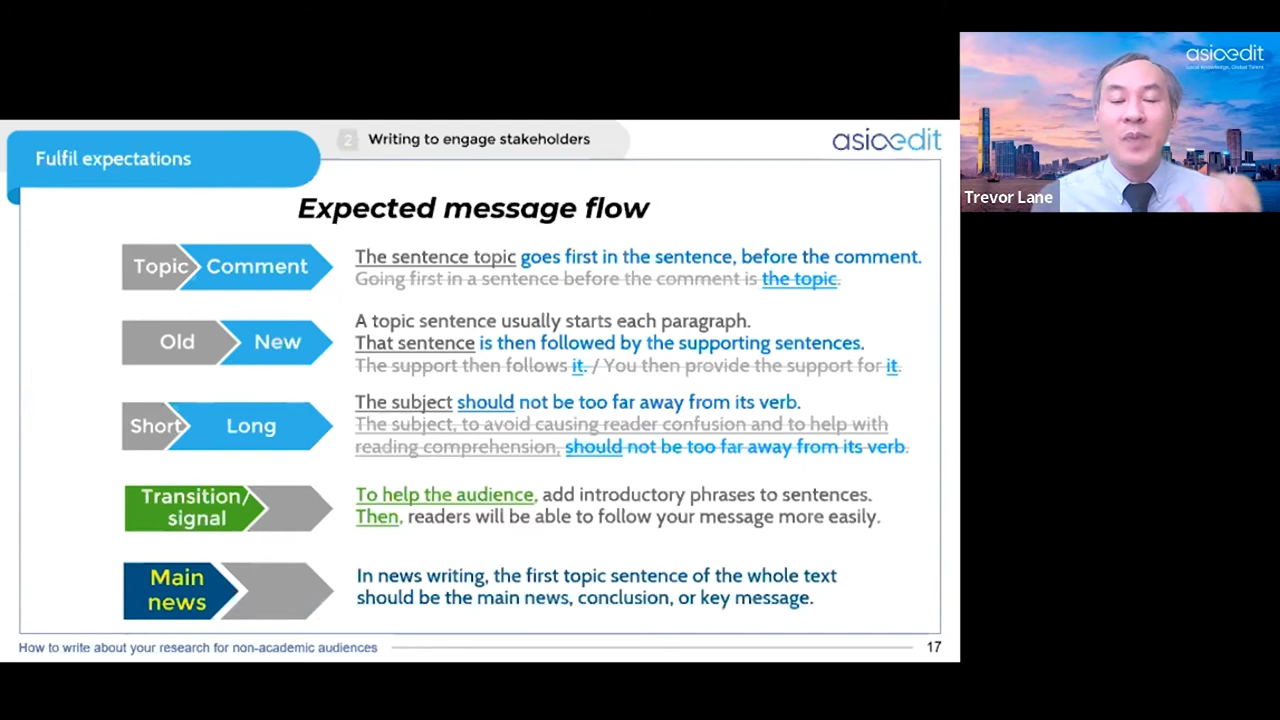 asiaedit
Local Knowledge, Global Talent
Trevor Lane
Fulfil expectations
2 Writing to engage stakeholders
asiaedit
Expected message flow
Topic Comment
The sentence topic goes first in the sentence, before the comment.
Going first in a sentence before the comment is the topic.
Old New
A topic sentence usually starts each paragraph.
That sentence is then followed by the supporting sentences.
The support then follows it. / You then provide the support for it.
Short Long
The subject should not be too far away from its verb.
The subject, to avoid causing reader confusion and to help with
reading comprehension, should not be too far away from its verb.
Transition/
signal
To help the audience, add introductory phrases to sentences.
Then, readers will be able to follow your message more easily.
Main
news
In news writing, the first topic sentence of the whole text
should be the main news, conclusion, or key message.
How to write about your research for non-academic audiences
17